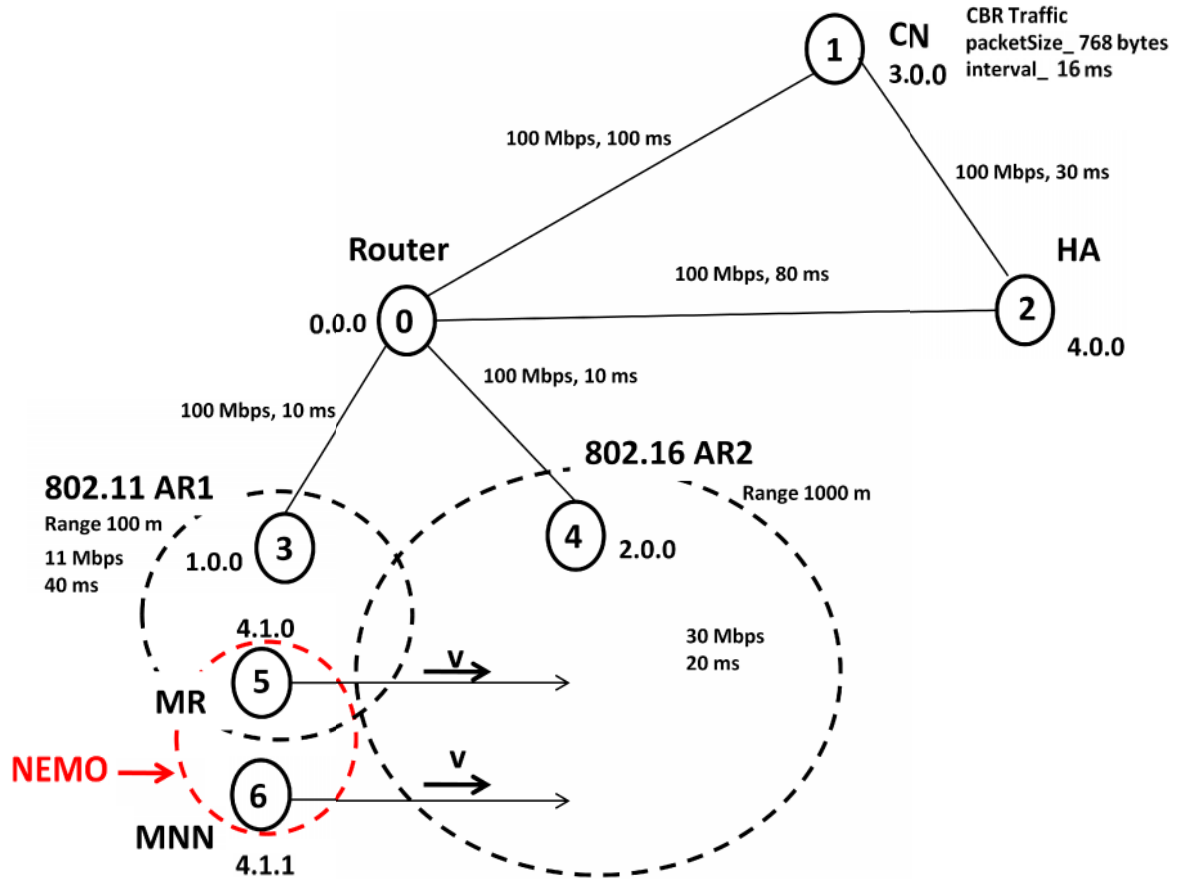 1
CN
3.0.0
CBR Traffic
packetSize_ 768 bytes
interval_ 16 ms
100 Mbps, 100 ms
100 Mbps, 30 ms
Router
HA
100 Mbps, 80 ms
0.0.0
0
2
4.0.0
100 Mbps, 10 ms
100 Mbps, 10 ms
802.11 AR1
Range 100 m
11 Mbps
40 ms
802.16 AR2
Range 1000 m
3
1.0.0
4
2.0.0
4.1.0
5
MR
v
30 Mbps
20 ms
NEMO
6
v
MNN
4.1.1